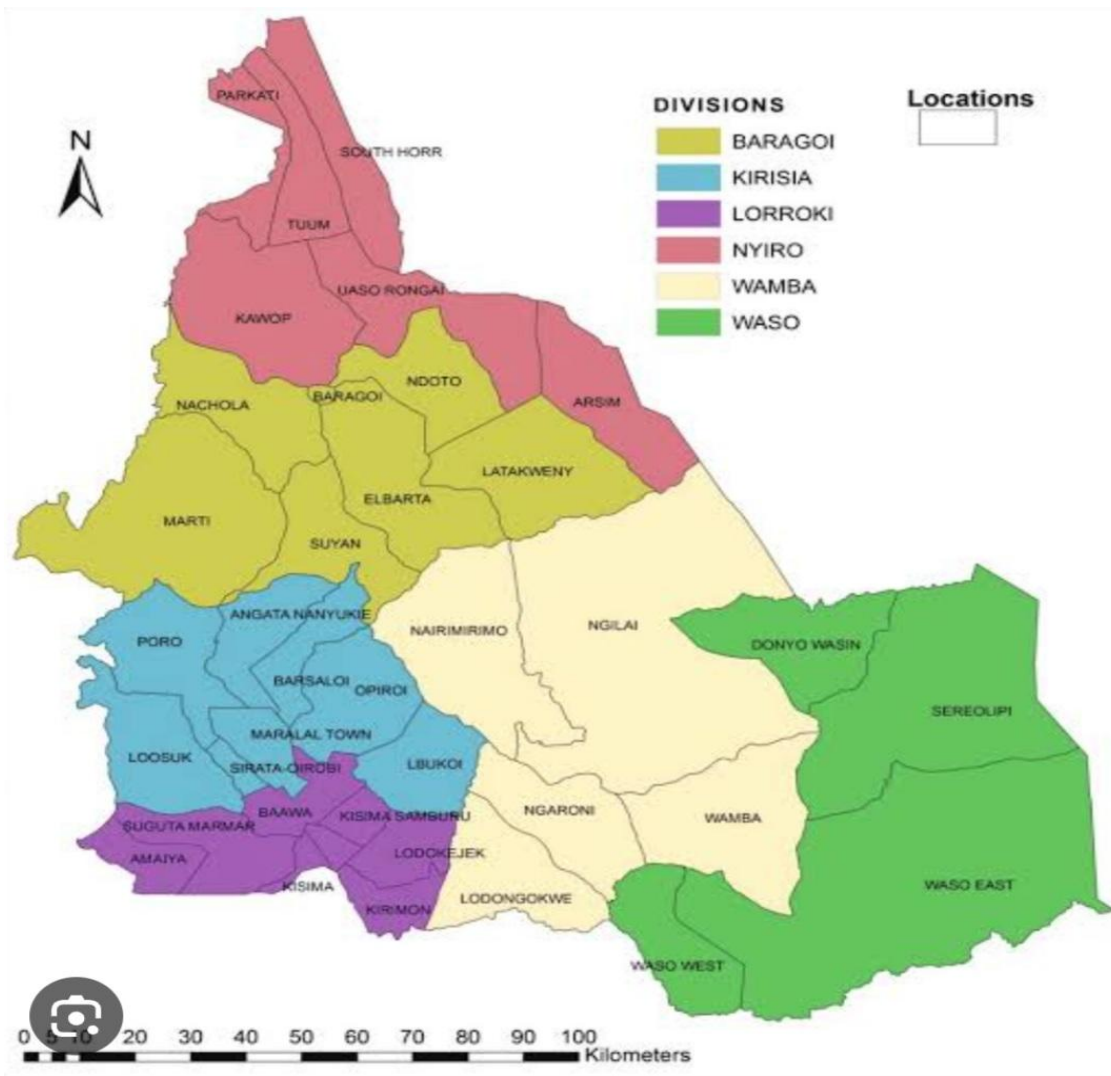 PARKATI
N
SOUTH HORR
TUUM
UASO RONGAI
KAWOP
DIVISIONS
BARAGOI
KIRISIA
LORROKI
NYIRO
WAMBA
WASO
Locations
NDOTO
BARAGOI
NACHOLA
ARSIM
LATAKWENY
ELBARTA
MARTI
SUYAN
ANGATA NANYUKIE
PORO
NAIRIMIRIMO
NGILAI
DONYO WASIN
BARSALOI
OPIROI
SEREOLIPI
MARALAL TOWN
LOOSUK
SIRATA-OIROBI
LBUKOI
BAAWA
KISIMA SAMBURU
NGARONI
WAMBA
SUGUTA MARMAR
LODOKEJEK
AMAIYA
KISIMA
WASO EAST
LODONGOKWE
KIRIMON
WASO WEST
0 5 10 20 30 40 50 60 70 80 90 100
Kilometers